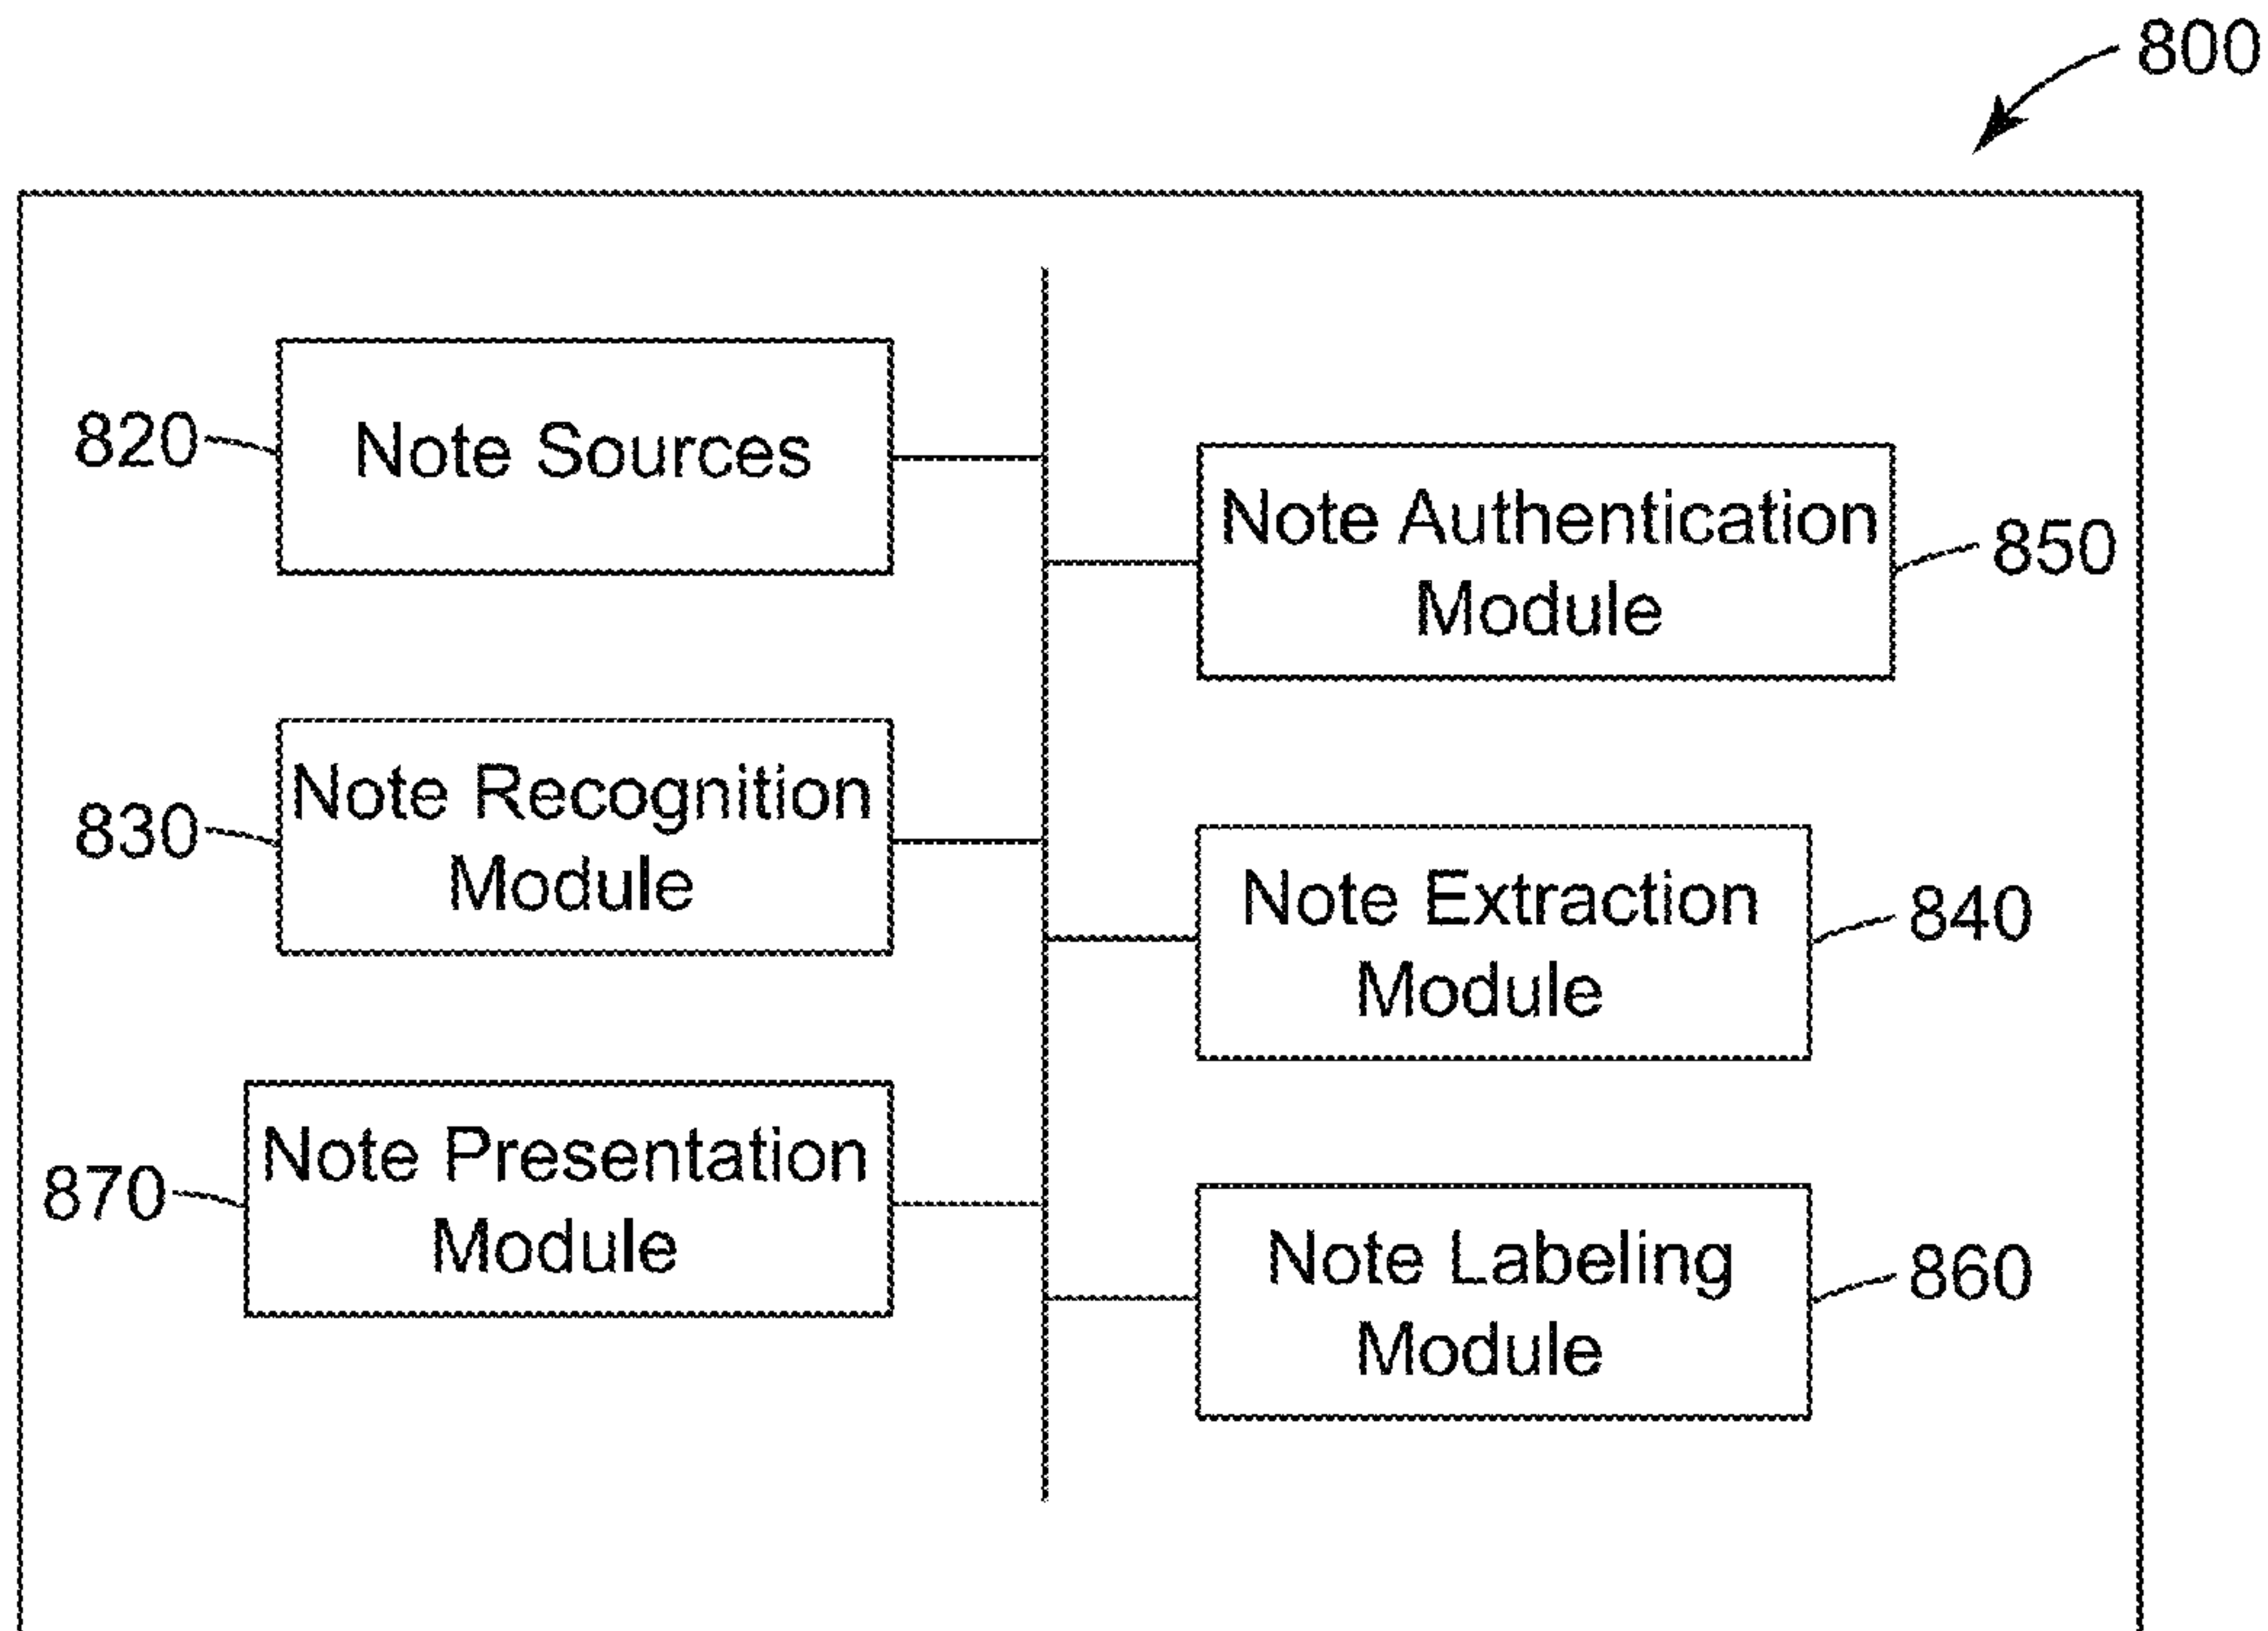 800
820
Note Sources
Note Authentication
Module
850
830
Note Recognition
Module
Note Extraction
Module
840
870
Note Presentation
Module
Note Labeling
Module
860